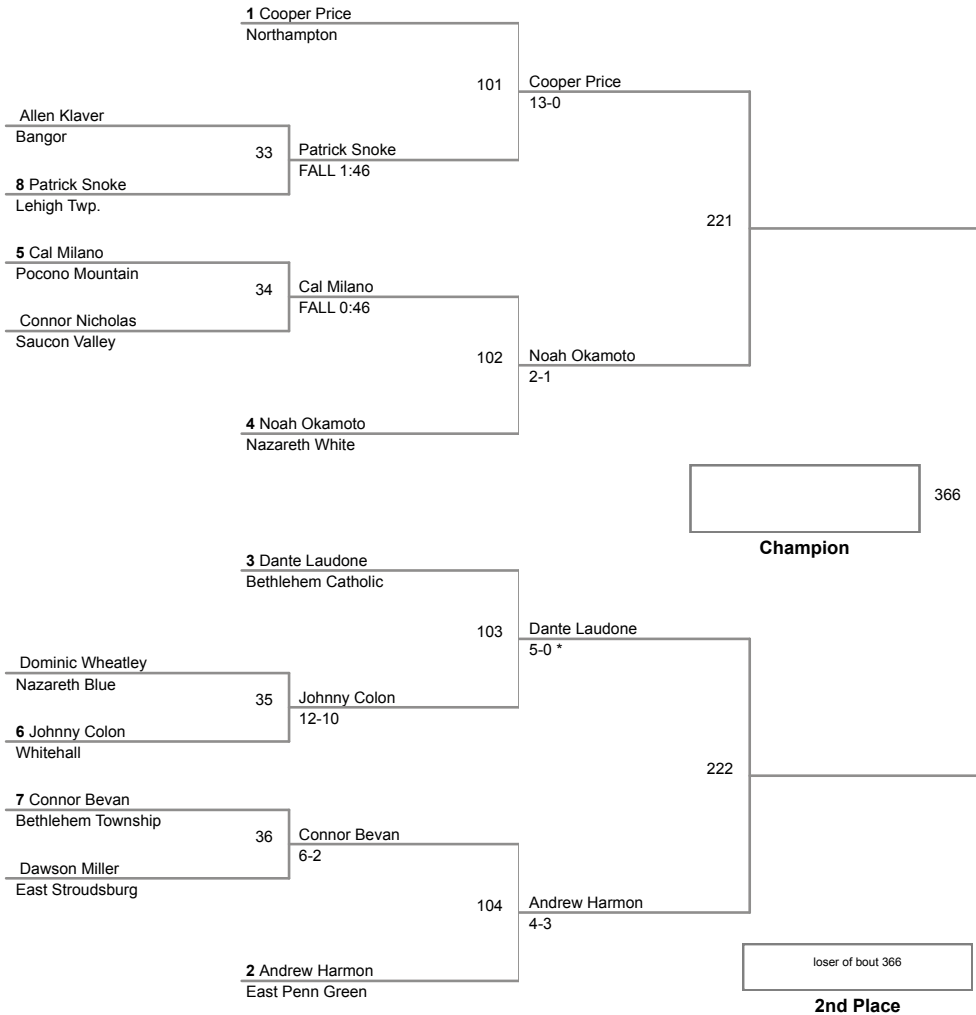 1 Cooper Price
Northampton
101
Cooper Price
13-0
Allen Klaver
Bangor
33
Patrick Snoke
FALL 1:46
8 Patrick Snoke
Lehigh Twp.
221
5 Cal Milano
Pocono Mountain
34
Cal Milano
FALL 0:46
Connor Nicholas
Saucon Valley
102
Noah Okamoto
2-1
4 Noah Okamoto
Nazareth White
366
Champion
3 Dante Laudone
Bethlehem Catholic
103
Dante Laudone
5-0 *
Dominic Wheatley
Nazareth Blue
35
Johnny Colon
12-10
6 Johnny Colon
Whitehall
222
7 Connor Bevan
Bethlehem Township
36
Connor Bevan
6-2
Dawson Miller
East Stroudsburg
104
Andrew Harmon
4-3
2 Andrew Harmon
East Penn Green
loser of bout 366
2nd Place